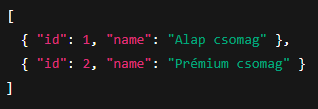 [
  { "id": 1, "name": "Alap csomag" },
  { "id": 2, "name": "Prémium csomag" }
]